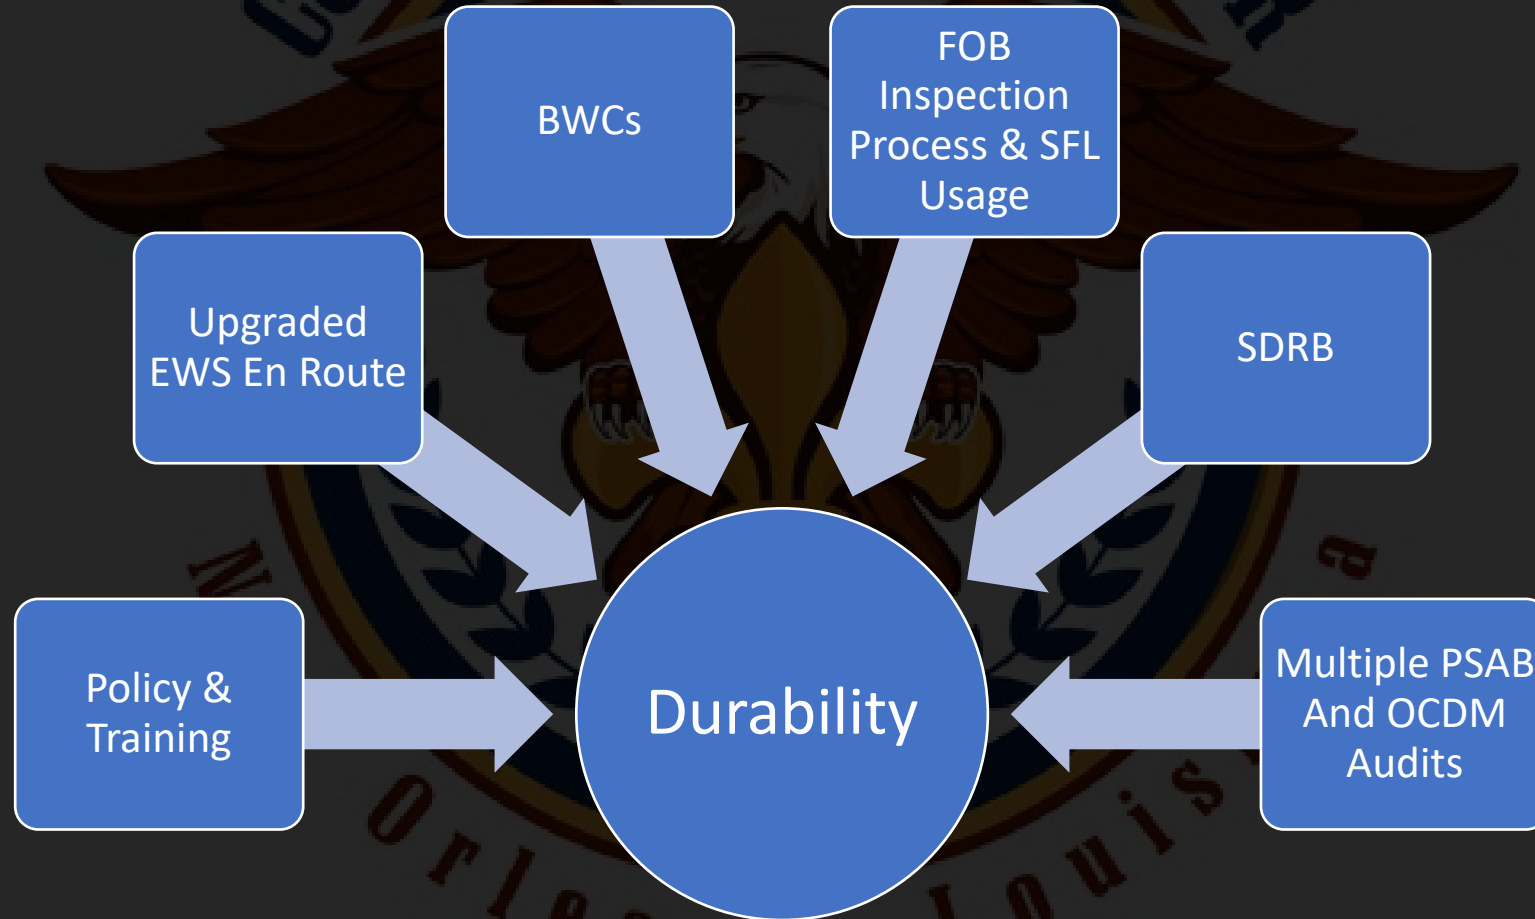 BWCs
FOB
Inspection
Process & SFL
Usage
Upgraded
EWS En Route
SDRB
Policy &
Training
Durability
Multiple PSAB
And OCDM
Audits